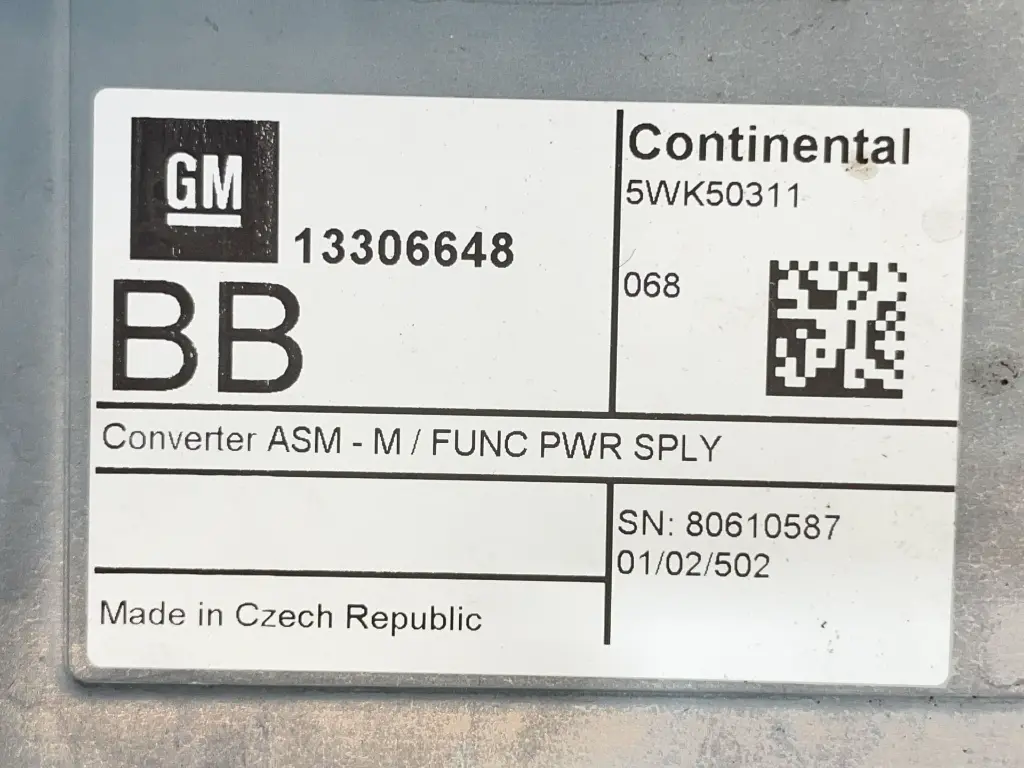 GM
13306648
BB
Continental
5WK50311
068
Converter ASM - M / FUNC PWR SPLY
SN: 80610587
01/02/502
Made in Czech Republic